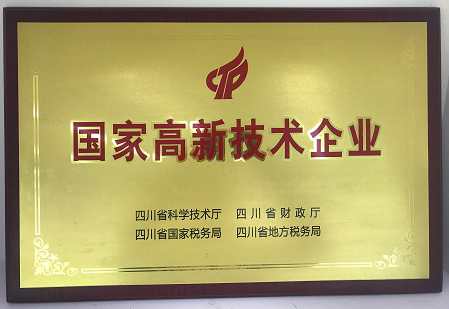 国家高新技术企业
四川省科学技术厅 四川省财政厅
四川省国家税务局 四川省地方税务局